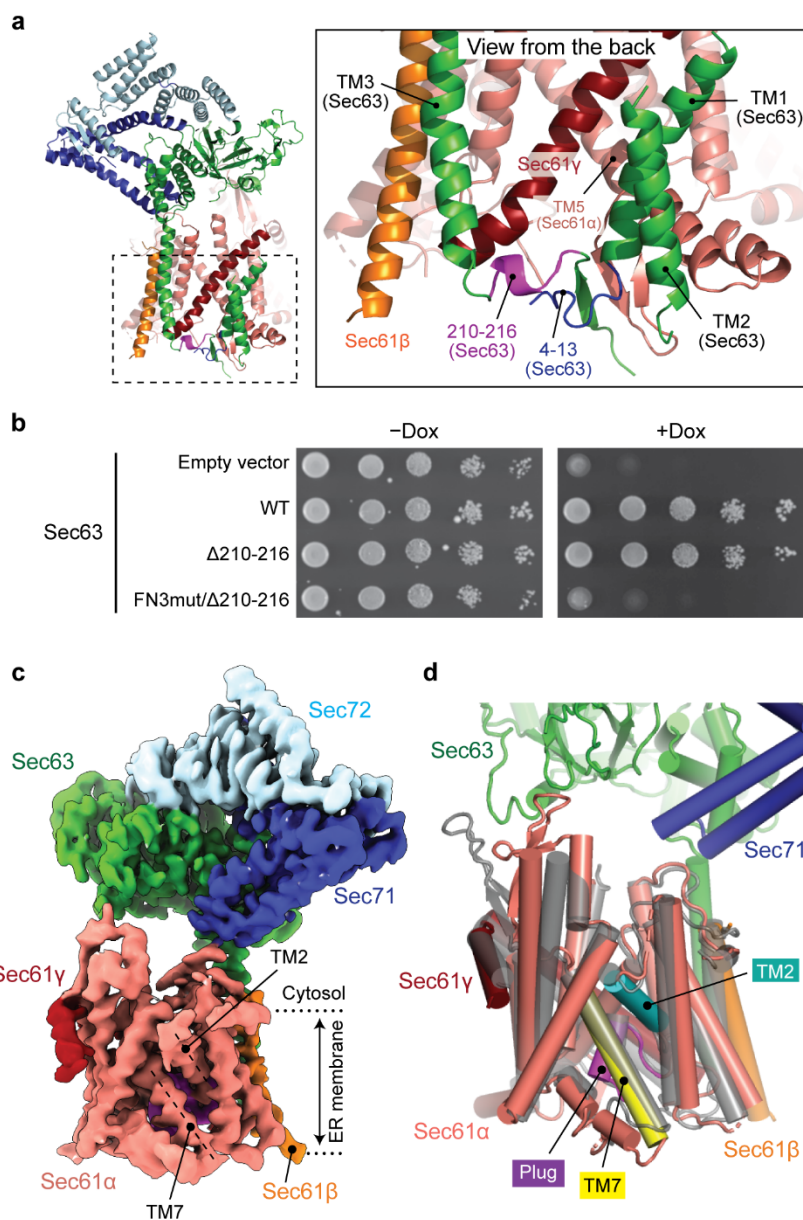 a
View from the back
TM3
(Sec63)
TM1
(Sec63)
Sec61γ
TM5
(Sec61α)
TM2
(Sec63)
Sec61β
210-216
(Sec63)
4-13
(Sec63)
b
−Dox
+Dox
Sec63
Empty vector
WT
Δ210-216
FN3mut/Δ210-216
c
Sec72
Sec63
Sec71
TM2
Sec61γ
Cytosol
ER membrane
Sec61α
TM7
Sec61β
d
Sec63
Sec71
Sec61γ
TM2
Sec61α
Plug
TM7
Sec61β